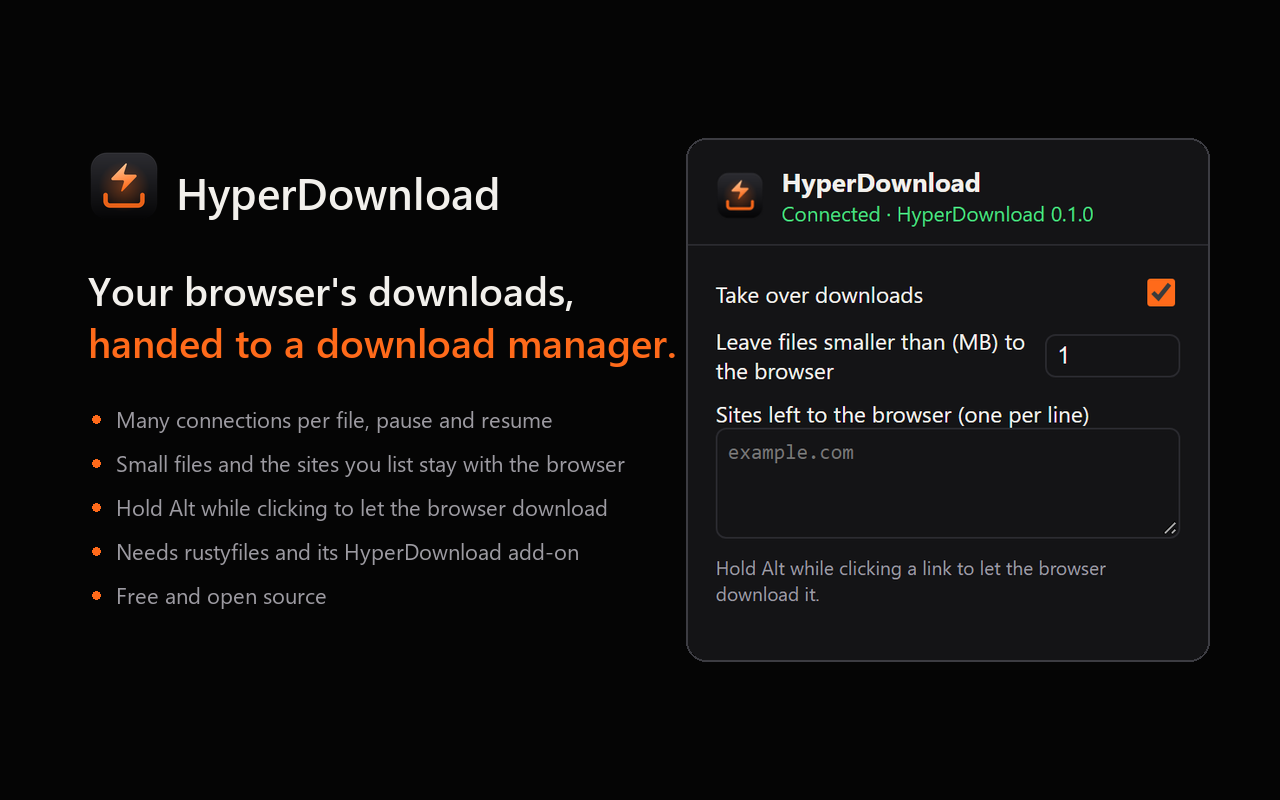 HyperDownload
Your browser's downloads,
handed to a download manager.
Many connections per file, pause and resume
Small files and the sites you list stay with the browser
Hold Alt while clicking to let the browser download
Needs rustyfiles and its HyperDownload add-on
Free and open source
HyperDownload
Connected · HyperDownload 0.1.0
Take over downloads
Leave files smaller than (MB) to
the browser
1
Sites left to the browser (one per line)
example.com
Hold Alt while clicking a link to let the browser
download it.